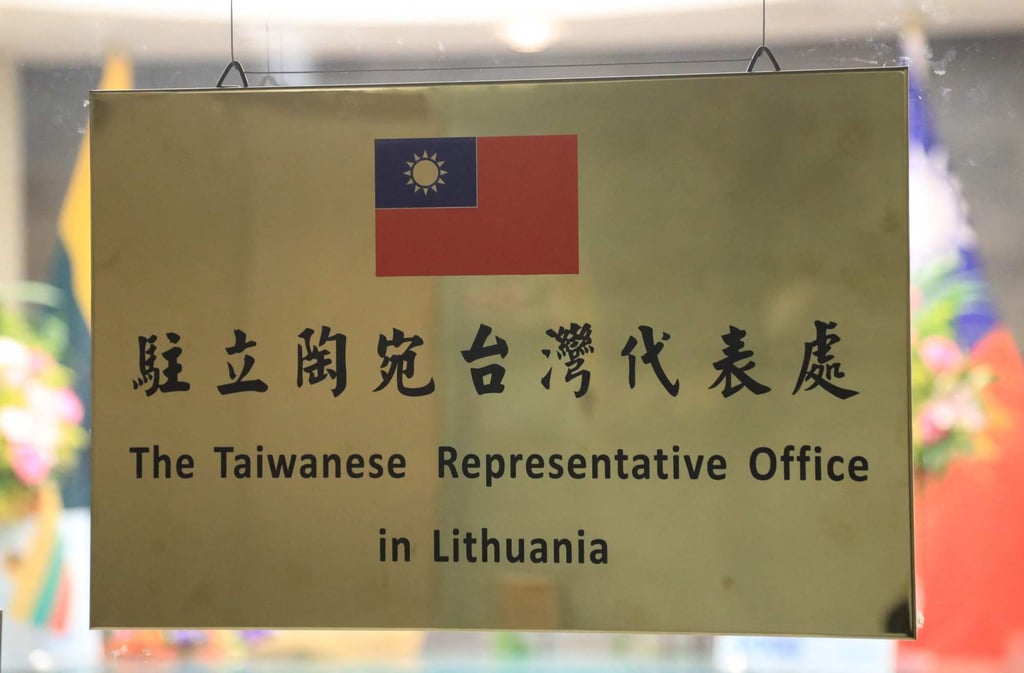 駐立陶宛台灣代表處
The Taiwanese Representative Office
in Lithuania